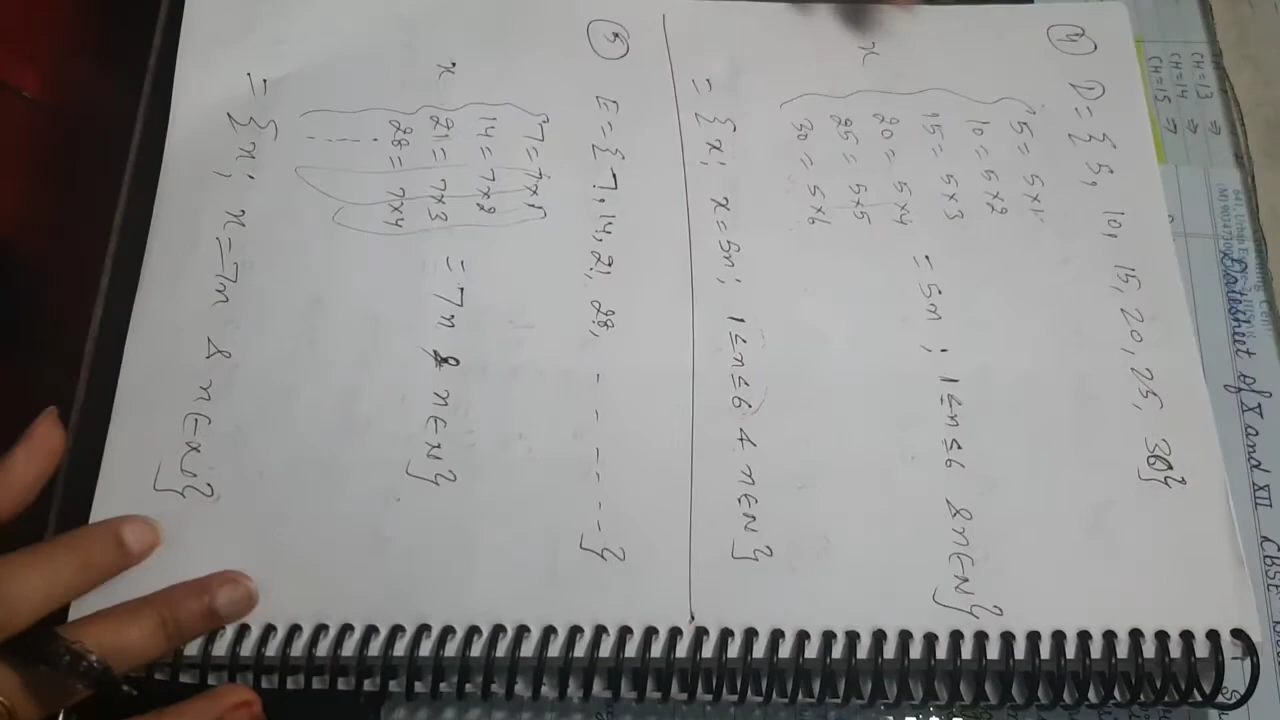 ④ D = { 5, 10, 15, 20, 25, 30}
5 = 5×1
10 = 5×2
x 15 = 5×3 = 5n ; 1≤n≤6 & n∈N}
20 = 5×4
25 = 5×5
30 = 5×6
= {x; x=5n; 1≤n≤6 & n∈N}
⑤ E = { 7, 14, 21, 28, - - - - - -}
7 = 7×1
14 = 7×2
x 21 = 7×3 = 7n & n∈N}
28 = 7×4
= {x; x=7n & n∈N}
CH=13 ⇒
CH=14 ⇒
CH=15 ⇒
Datesheet of X and XII CBSE